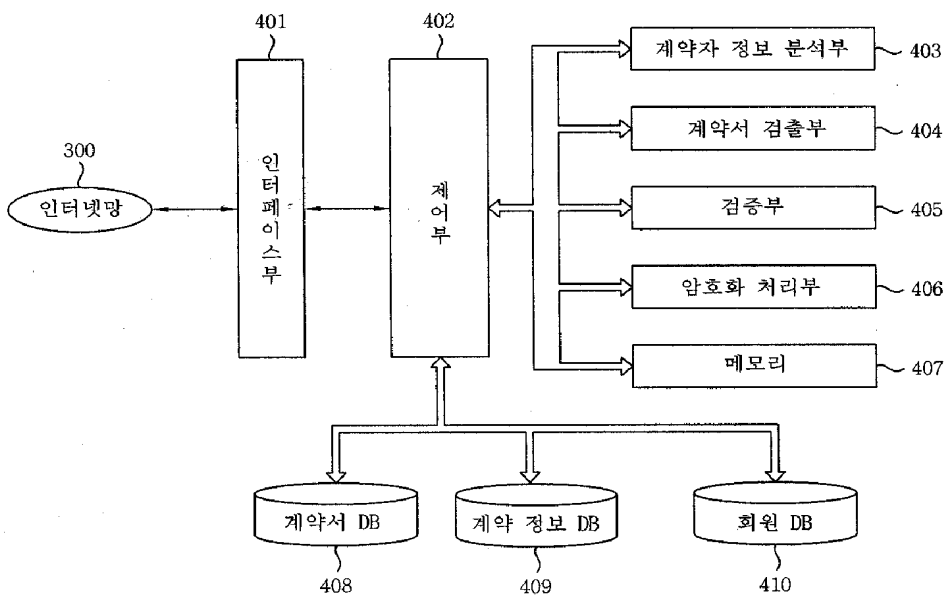 401
402
300
인터넷망
인터페이스부
제어부
계약자 정보 분석부
403
계약서 검출부
404
검증부
405
암호화 처리부
406
메모리
407
계약서 DB
계약 정보 DB
회원 DB
408
409
410